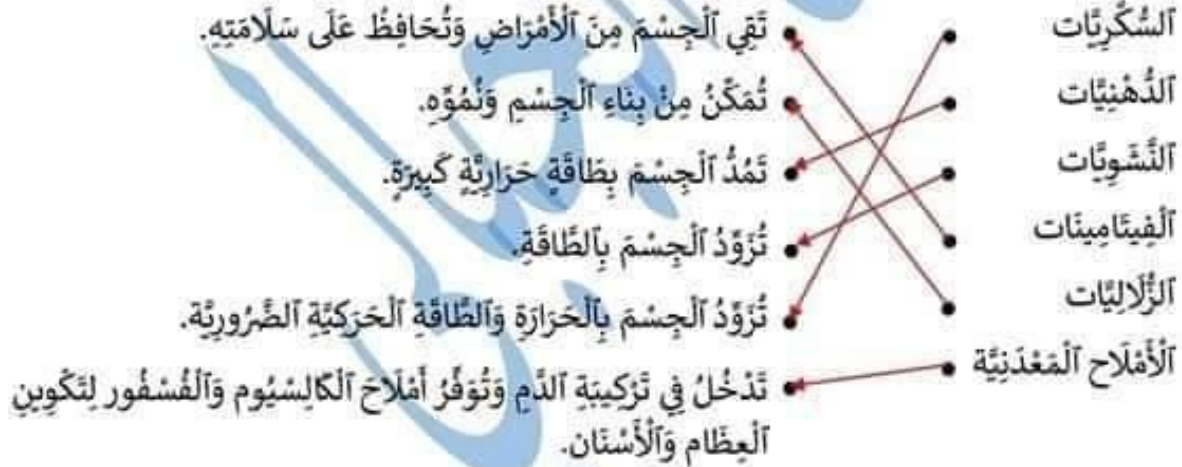 ٱلسُّكَّرِيَّات
تَقِي ٱلْجِسْمَ مِنَ ٱلْأَمْرَاضِ وَتُحَافِظُ عَلَى سَلَامَتِهِ.
ٱلدُّهْنِيَّات
تُمَكِّنُ مِنْ بِنَاءِ ٱلْجِسْمِ وَنُمُوِّهِ.
ٱلنَّشَوِيَّات
تَمُدُّ ٱلْجِسْمَ بِطَاقَةٍ حَرَارِيَّةٍ كَبِيرَةٍ.
ٱلْفِيتَامِينَات
تُزَوِّدُ ٱلْجِسْمَ بِٱلطَّاقَةِ.
ٱلزُّلَالِيَّات
تُزَوِّدُ ٱلْجِسْمَ بِٱلْحَرَارَةِ وَٱلطَّاقَةِ ٱلْحَرَكِيَّةِ ٱلضَّرُورِيَّة.
ٱلْأَمْلَاح ٱلْمَعْدَنِيَّة
تَدْخُلُ فِي تَرْكِيبَةِ ٱلدَّمِ وَتُوَفِّرُ أَمْلَاحَ ٱلْكَالِسْيُوم وَٱلْفُسْفُور لِتَكْوِينِ
ٱلْعِظَام وَٱلْأَسْنَان.